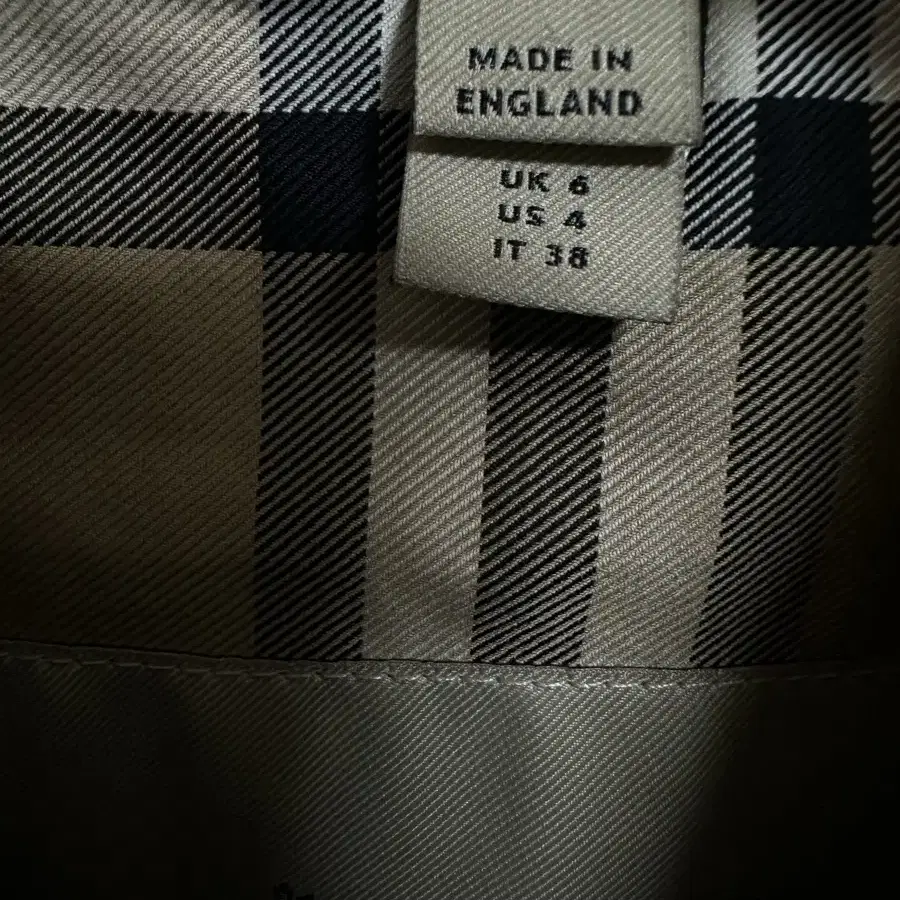 MADE IN
ENGLAND
UK 6
US 4
IT 38